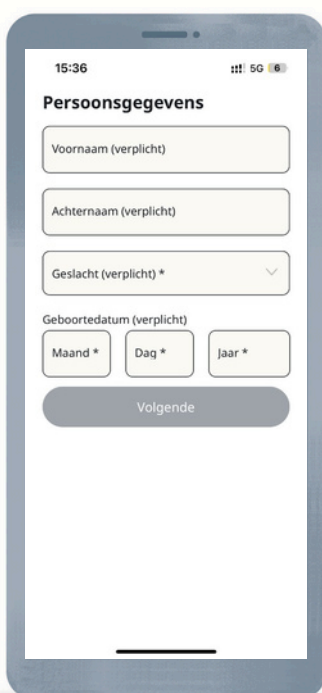 15:36
5G 6
Persoonsgegevens
Voornaam (verplicht)
Achternaam (verplicht)
Geslacht (verplicht) *
Geboortedatum (verplicht)
Maand * Dag * Jaar *
Volgende